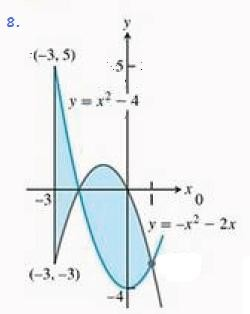 8.
y
(-3, 5)
5
y = x² - 4
x
0
-3
1
y = -x² - 2x
(-3, -3)
-4